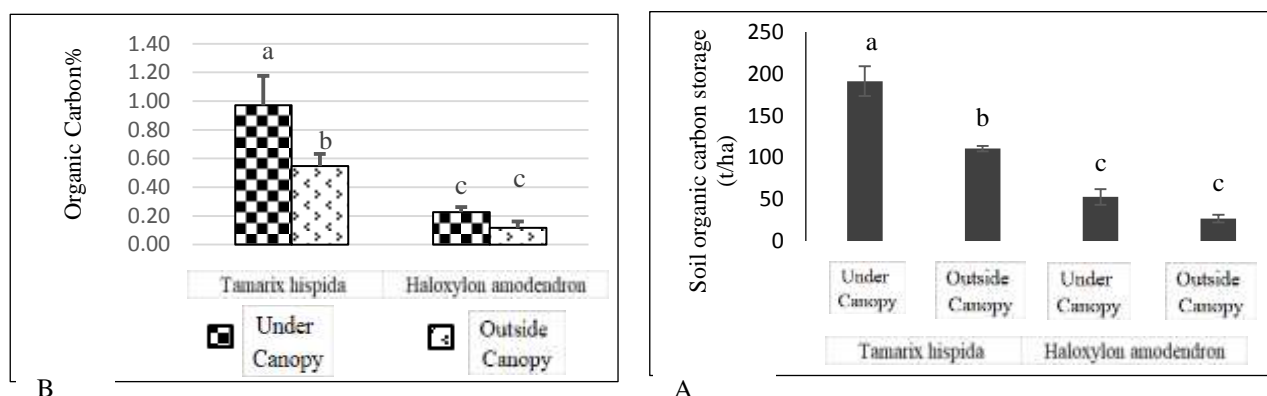 Organic Carbon%
1.40
1.20
1.00
0.80
0.60
0.40
0.20
0.00
a
b
c
c
Tamarix hispida
Haloxylon amodendron
Under
Canopy
Outside
Canopy
B
Soil organic carbon storage
(t/ha)
250
200
150
100
50
0
a
b
c
c
Under
Canopy
Outside
Canopy
Under
Canopy
Outside
Canopy
Tamarix hispida
Haloxylon amodendron
A